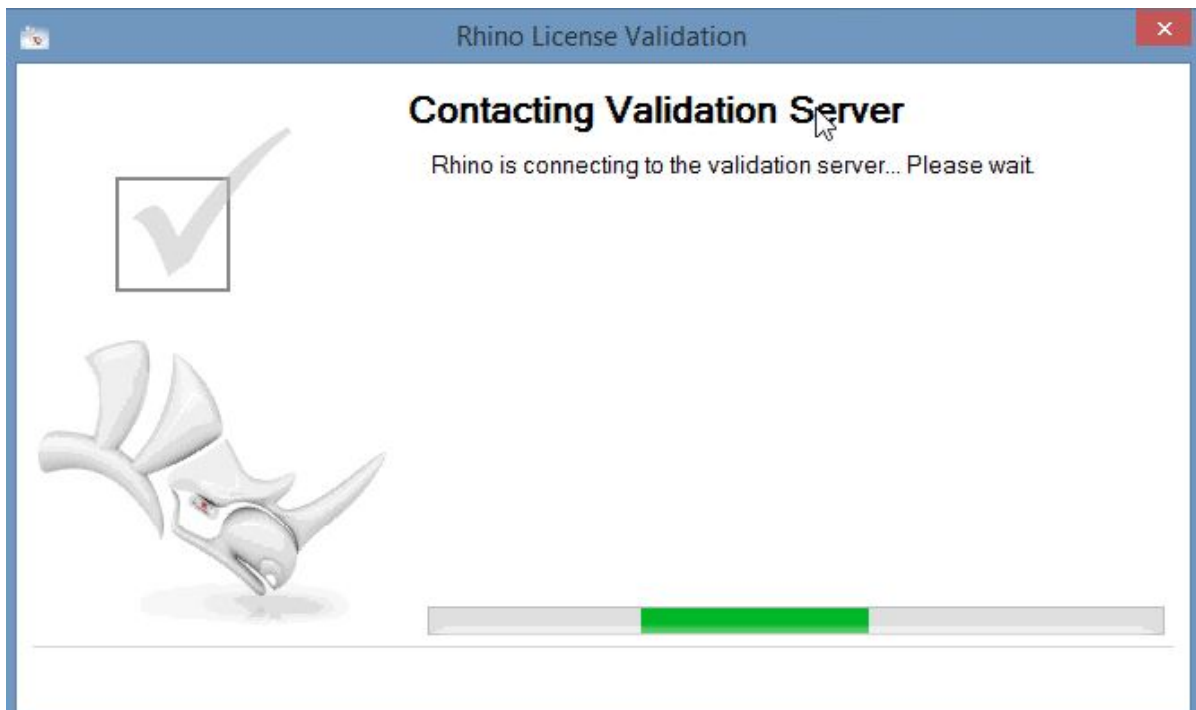 Rhino License Validation
Contacting Validation Server
Rhino is connecting to the validation server... Please wait.